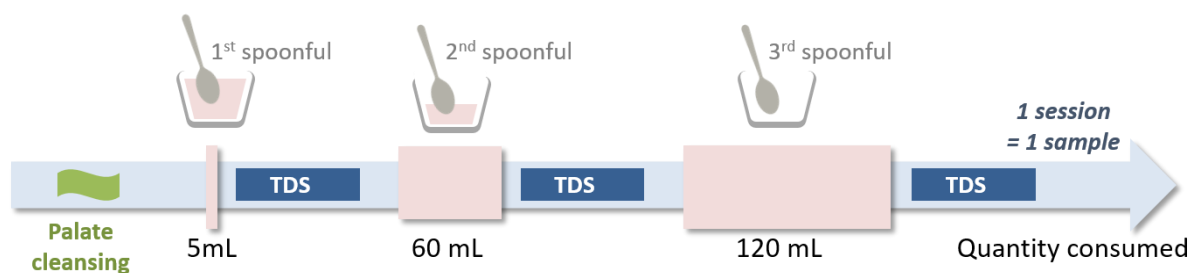 1st spoonful
2nd spoonful
3rd spoonful
1 session
= 1 sample
TDS
TDS
TDS
Palate
cleansing
5mL
60 mL
120 mL
Quantity consumed